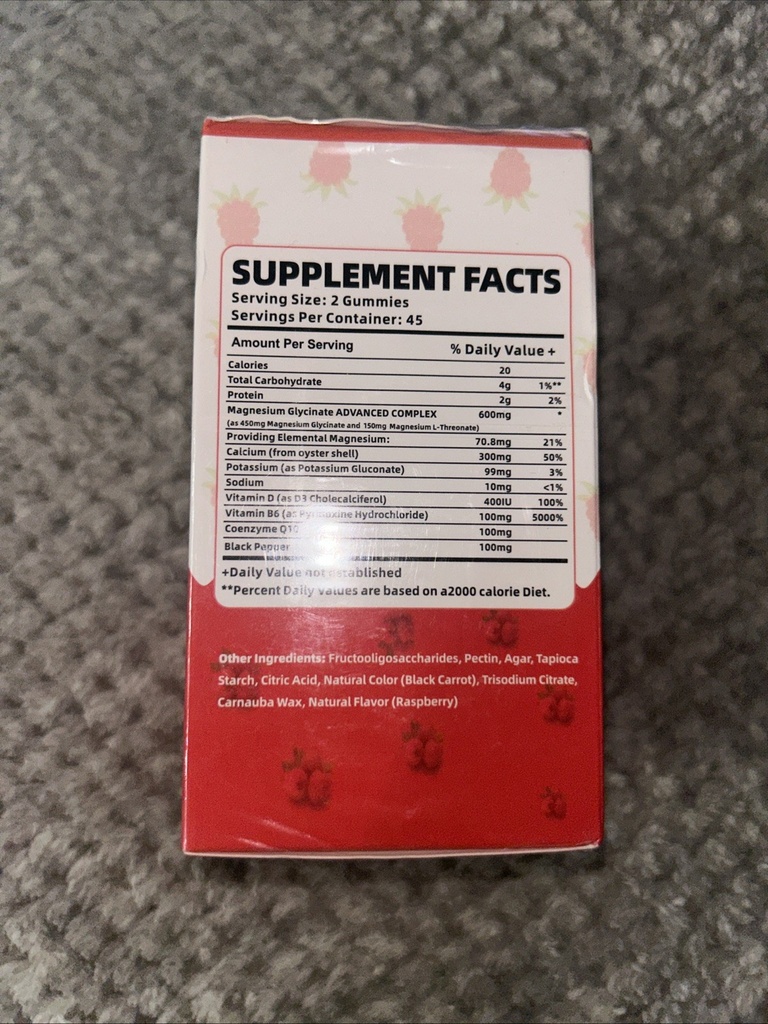 SUPPLEMENT FACTS
Serving Size: 2 Gummies
Servings Per Container: 45
Amount Per Serving % Daily Value +
Calories 20
Total Carbohydrate 4g 1%**
Protein 2g 2%
Magnesium Glycinate ADVANCED COMPLEX 600mg *
(as 450mg Magnesium Glycinate and 150mg Magnesium L-Threonate)
Providing Elemental Magnesium: 70.8mg 21%
Calcium (from oyster shell) 300mg 50%
Potassium (as Potassium Gluconate) 99mg 3%
Sodium 10mg <1%
Vitamin D (as D3 Cholecalciferol) 400IU 100%
Vitamin B6 (as Pyridoxine Hydrochloride) 100mg 5000%
Coenzyme Q10 100mg
Black Pepper 100mg
+Daily Value not established
**Percent Daily Values are based on a2000 calorie Diet.
Other Ingredients: Fructooligosaccharides, Pectin, Agar, Tapioca
Starch, Citric Acid, Natural Color (Black Carrot), Trisodium Citrate,
Carnauba Wax, Natural Flavor (Raspberry)